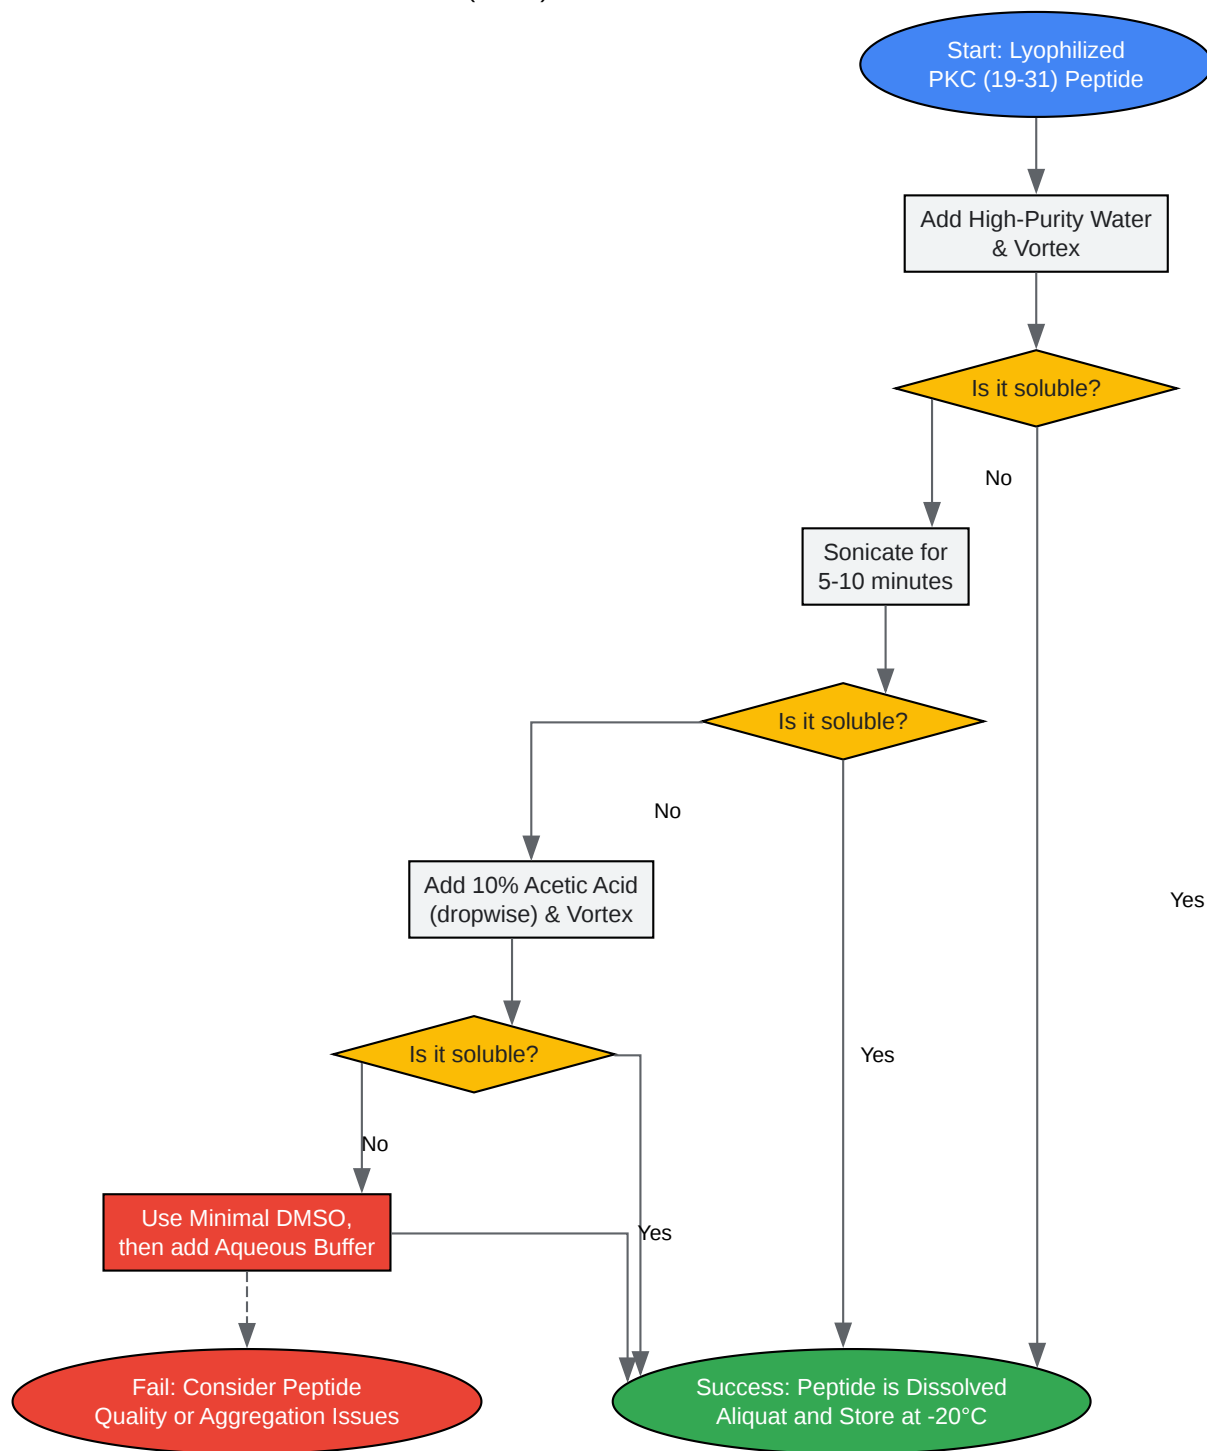 Start: Lyophilized
PKC (19-31) Peptide
Add High-Purity Water
& Vortex
Is it soluble?
No
Sonicate for
5-10 minutes
Is it soluble?
No
Add 10% Acetic Acid
(dropwise) & Vortex
Yes
Is it soluble?
Yes
No
Use Minimal DMSO,
then add Aqueous Buffer
Yes
Fail: Consider Peptide
Quality or Aggregation Issues
Success: Peptide is Dissolved
Aliquat and Store at -20°C